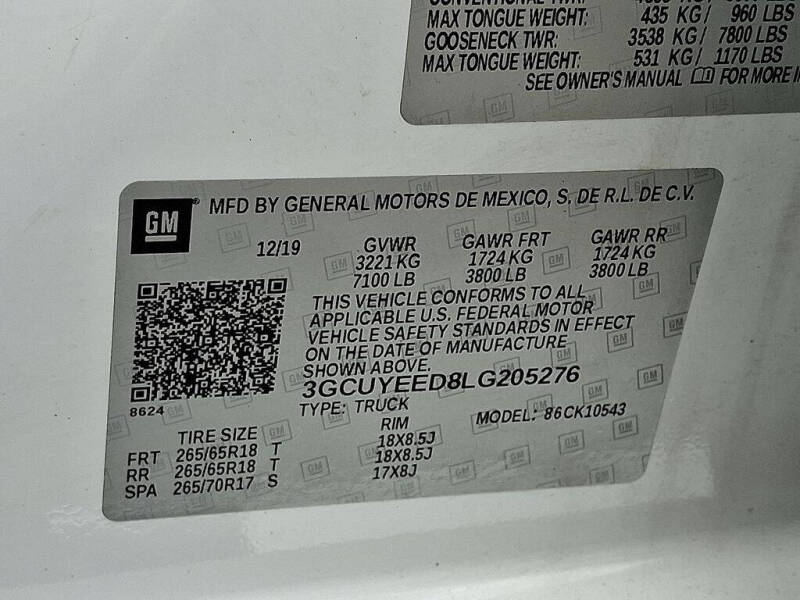 MAX TONGUE WEIGHT: 435 KG/ 960 LBS
GOOSENECK TWR: 3538 KG/ 7800 LBS
MAX TONGUE WEIGHT: 531 KG/ 1170 LBS
SEE OWNER'S MANUAL FOR MORE
GM® MFD BY GENERAL MOTORS DE MEXICO, S. DE R.L. DE C.V.
12/19 GVWR GAWR FRT GAWR RR
3221 KG 1724 KG 1724 KG
7100 LB 3800 LB 3800 LB
THIS VEHICLE CONFORMS TO ALL
APPLICABLE U.S. FEDERAL MOTOR
VEHICLE SAFETY STANDARDS IN EFFECT
ON THE DATE OF MANUFACTURE
SHOWN ABOVE.
3GCUYEED8LG205276
8624 TYPE: TRUCK MODEL: 86CK10543
TIRE SIZE RIM
FRT 265/65R18 T 18X8.5J
RR 265/65R18 T 18X8.5J
SPA 265/70R17 S 17X8J